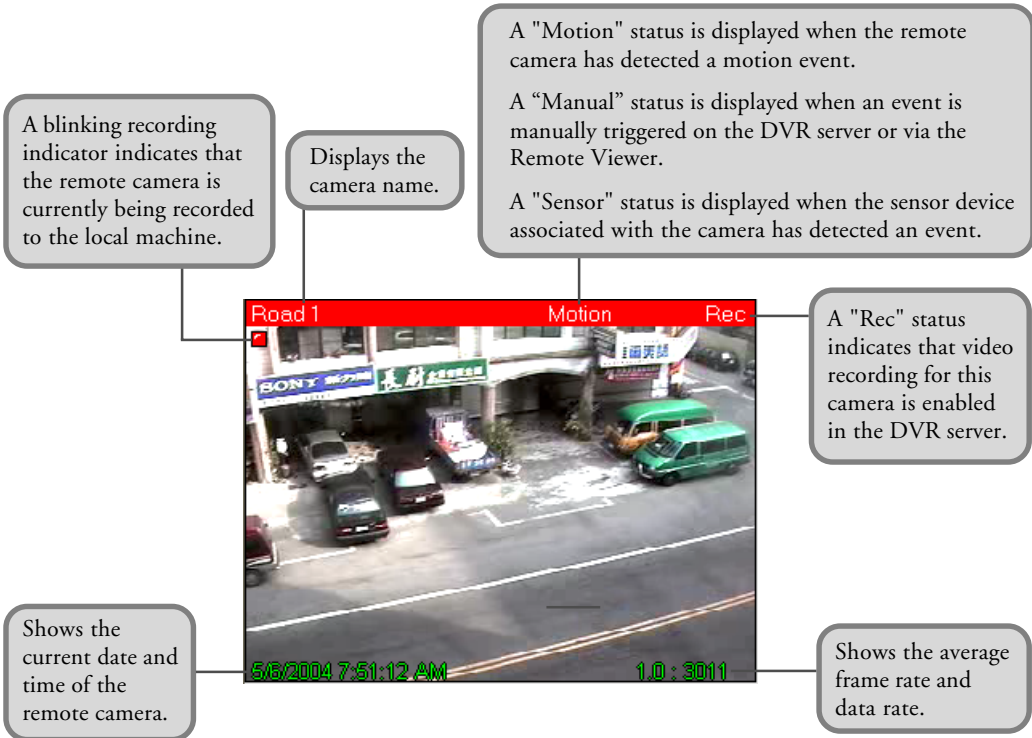 A "Motion" status is displayed when the remote
camera has detected a motion event.
A “Manual” status is displayed when an event is
manually triggered on the DVR server or via the
Remote Viewer.
A "Sensor" status is displayed when the sensor device
associated with the camera has detected an event.
A blinking recording
indicator indicates that
the remote camera is
currently being recorded
to the local machine.
Displays the
camera name.
Road 1 Motion Rec
SONY
長
A "Rec" status
indicates that video
recording for this
camera is enabled
in the DVR server.
5/6/2004 7:51:12 AM 1.0 : 3011
Shows the
current date and
time of the
remote camera.
Shows the average
frame rate and
data rate.